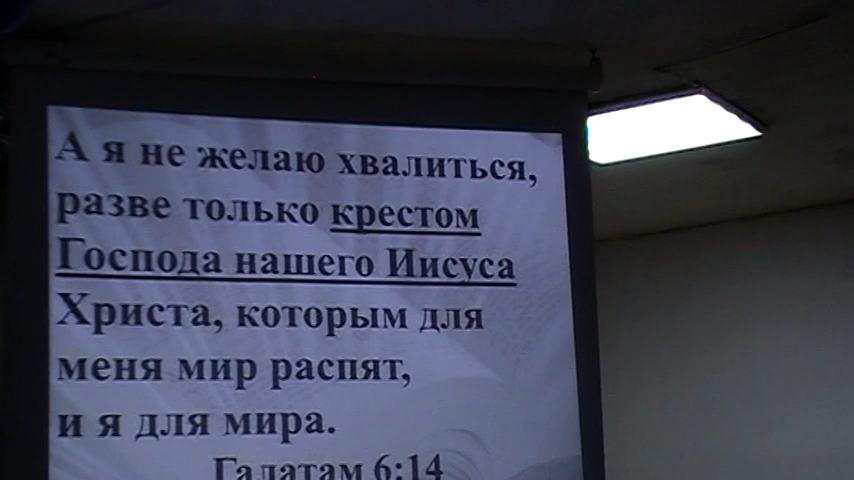 А я не желаю хвалиться,
разве только крестом
Господа нашего Иисуса
Христа, которым для
меня мир распят,
и я для мира.
Галатам 6:14